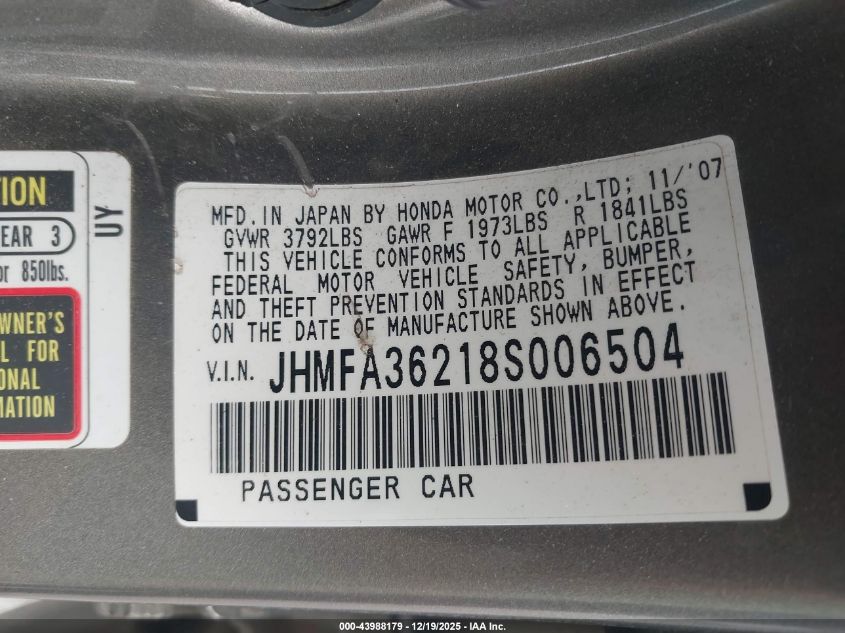 TION
EAR 3
or 850lbs.
WNER'S
L FOR
ONAL
MATION
UY
MFD. IN JAPAN BY HONDA MOTOR CO.,LTD; 11/'07
GVWR 3792LBS GAWR F 1973LBS R 1841LBS
THIS VEHICLE CONFORMS TO ALL APPLICABLE
FEDERAL MOTOR VEHICLE SAFETY, BUMPER,
AND THEFT PREVENTION STANDARDS IN EFFECT
ON THE DATE OF MANUFACTURE SHOWN ABOVE.
V.I.N. JHMFA36218S006504
PASSENGER CAR
000-43988179 - 12/19/2025 - IAA Inc.